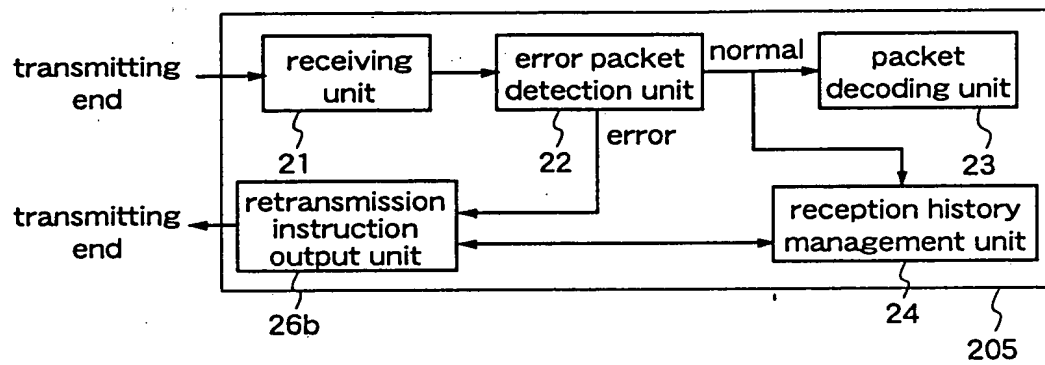 transmitting
end
receiving
unit
error packet
detection unit
normal
packet
decoding unit
21
22
error
23
transmitting
end
retransmission
instruction
output unit
reception history
management unit
26b
24
205